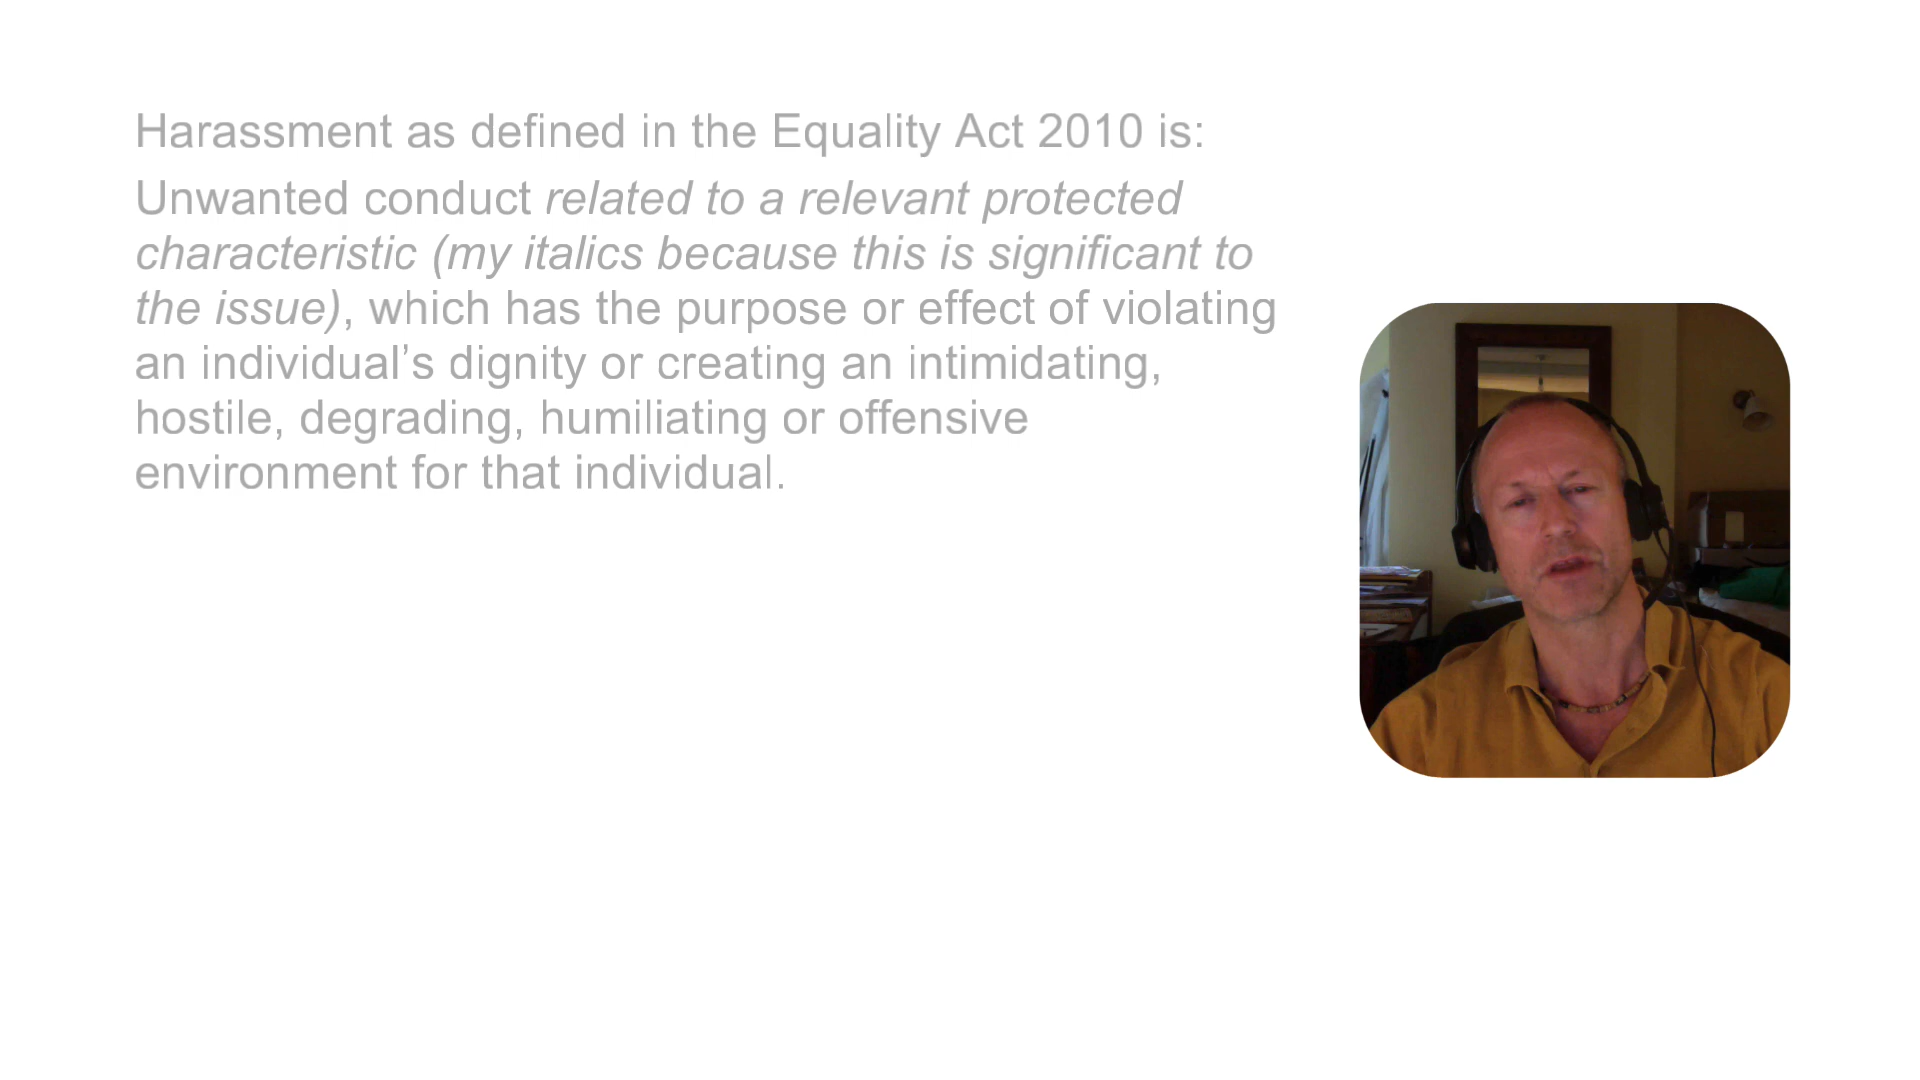 Harassment as defined in the Equality Act 2010 is:
Unwanted conduct related to a relevant protected
characteristic (my italics because this is significant to
the issue), which has the purpose or effect of violating
an individual’s dignity or creating an intimidating,
hostile, degrading, humiliating or offensive
environment for that individual.